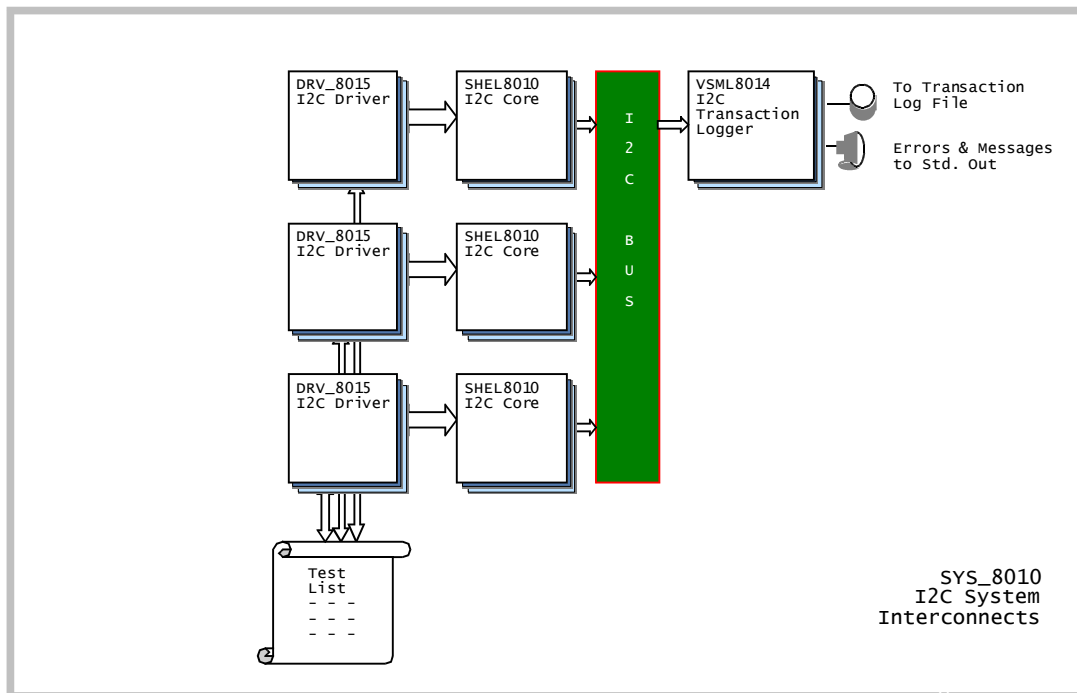 DRV_8015
I2C Driver
SHEL8010
I2C Core
I
2
C
B
U
S
VSML8014
I2C
Transaction
Logger
To Transaction
Log File
Errors & Messages
to Std. Out
DRV_8015
I2C Driver
SHEL8010
I2C Core
DRV_8015
I2C Driver
SHEL8010
I2C Core
Test
List
- - -
- - -
- - -
SYS_8010
I2C System
Interconnects